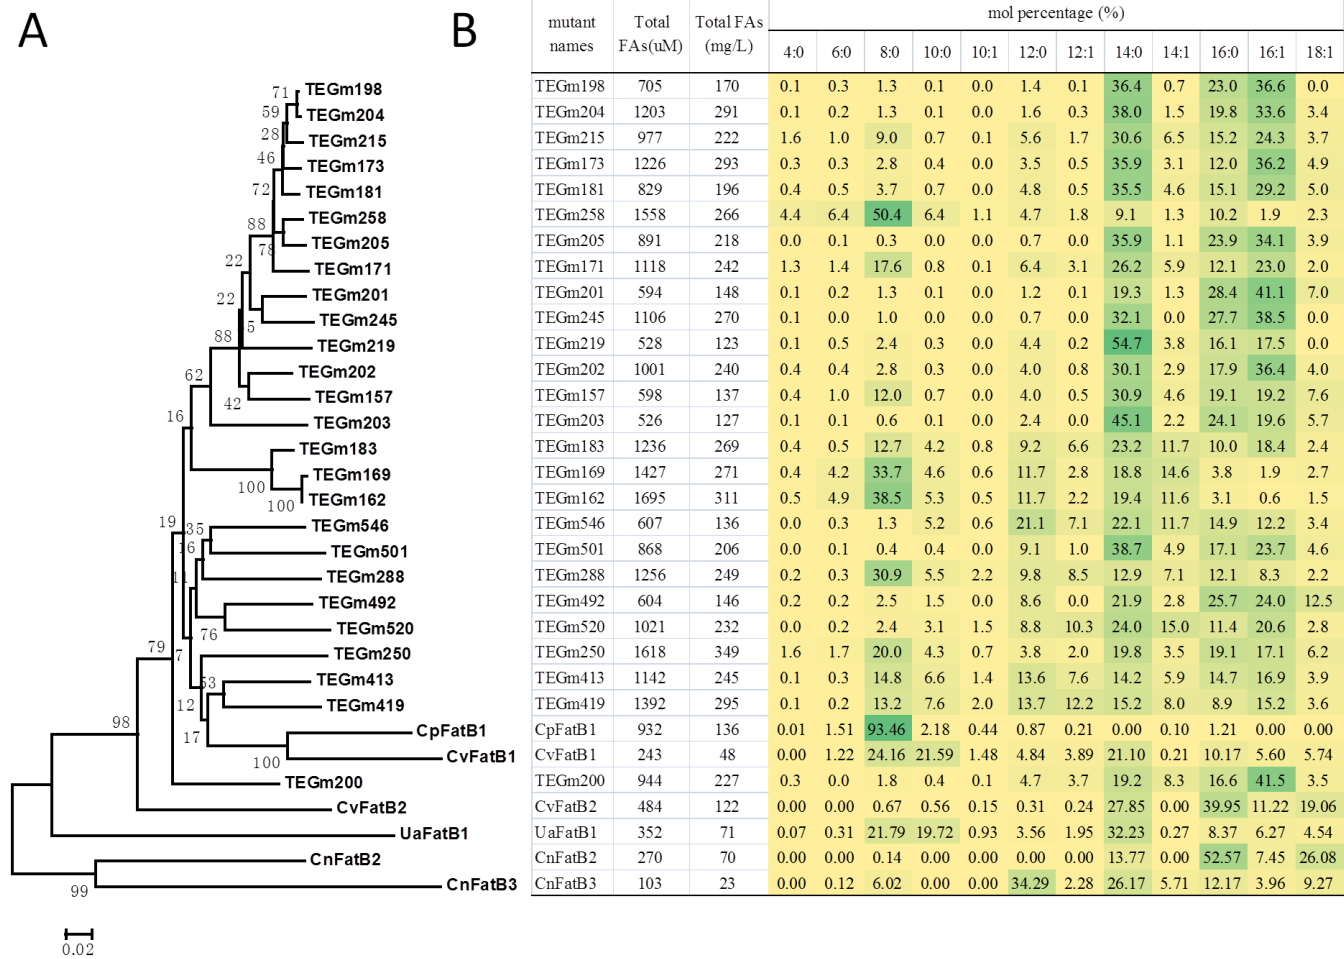 A
71
TEGm198
59
TEGm204
28
TEGm215
46
TEGm173
72
TEGm181
88
TEGm258
78
TEGm205
22
TEGm171
22
TEGm201
5
TEGm245
88
TEGm219
62
TEGm202
42
TEGm157
16
TEGm203
TEGm183
100
TEGm169
100
TEGm162
19
35
TEGm546
16
TEGm501
11
TEGm288
TEGm492
76
TEGm520
79
7
TEGm250
53
TEGm413
12
TEGm419
98
17
CpFatB1
100
CvFatB1
TEGm200
CvFatB2
UaFatB1
CnFatB2
99
CnFatB3
0.02
B
mutant names Total FAs(uM) Total FAs (mg/L) mol percentage (%)
4:0 6:0 8:0 10:0 10:1 12:0 12:1 14:0 14:1 16:0 16:1 18:1
TEGm198 705 170 0.1 0.3 1.3 0.1 0.0 1.4 0.1 36.4 0.7 23.0 36.6 0.0
TEGm204 1203 291 0.1 0.2 1.3 0.1 0.0 1.6 0.3 38.0 1.5 19.8 33.6 3.4
TEGm215 977 222 1.6 1.0 9.0 0.7 0.1 5.6 1.7 30.6 6.5 15.2 24.3 3.7
TEGm173 1226 293 0.3 0.3 2.8 0.4 0.0 3.5 0.5 35.9 3.1 12.0 36.2 4.9
TEGm181 829 196 0.4 0.5 3.7 0.7 0.0 4.8 0.5 35.5 4.6 15.1 29.2 5.0
TEGm258 1558 266 4.4 6.4 50.4 6.4 1.1 4.7 1.8 9.1 1.3 10.2 1.9 2.3
TEGm205 891 218 0.0 0.1 0.3 0.0 0.0 0.7 0.0 35.9 1.1 23.9 34.1 3.9
TEGm171 1118 242 1.3 1.4 17.6 0.8 0.1 6.4 3.1 26.2 5.9 12.1 23.0 2.0
TEGm201 594 148 0.1 0.2 1.3 0.1 0.0 1.2 0.1 19.3 1.3 28.4 41.1 7.0
TEGm245 1106 270 0.1 0.0 1.0 0.0 0.0 0.7 0.0 32.1 0.0 27.7 38.5 0.0
TEGm219 528 123 0.1 0.5 2.4 0.3 0.0 4.4 0.2 54.7 3.8 16.1 17.5 0.0
TEGm202 1001 240 0.4 0.4 2.8 0.3 0.0 4.0 0.8 30.1 2.9 17.9 36.4 4.0
TEGm157 598 137 0.4 1.0 12.0 0.7 0.0 4.0 0.5 30.9 4.6 19.1 19.2 7.6
TEGm203 526 127 0.1 0.1 0.6 0.1 0.0 2.4 0.0 45.1 2.2 24.1 19.6 5.7
TEGm183 1236 269 0.4 0.5 12.7 4.2 0.8 9.2 6.6 23.2 11.7 10.0 18.4 2.4
TEGm169 1427 271 0.4 4.2 33.7 4.6 0.6 11.7 2.8 18.8 14.6 3.8 1.9 2.7
TEGm162 1695 311 0.5 4.9 38.5 5.3 0.5 11.7 2.2 19.4 11.6 3.1 0.6 1.5
TEGm546 607 136 0.0 0.3 1.3 5.2 0.6 21.1 7.1 22.1 11.7 14.9 12.2 3.4
TEGm501 868 206 0.0 0.1 0.4 0.4 0.0 9.1 1.0 38.7 4.9 17.1 23.7 4.6
TEGm288 1256 249 0.2 0.3 30.9 5.5 2.2 9.8 8.5 12.9 7.1 12.1 8.3 2.2
TEGm492 604 146 0.2 0.2 2.5 1.5 0.0 8.6 0.0 21.9 2.8 25.7 24.0 12.5
TEGm520 1021 232 0.0 0.2 2.4 3.1 1.5 8.8 10.3 24.0 15.0 11.4 20.6 2.8
TEGm250 1618 349 1.6 1.7 20.0 4.3 0.7 3.8 2.0 19.8 3.5 19.1 17.1 6.2
TEGm413 1142 245 0.1 0.3 14.8 6.6 1.4 13.6 7.6 14.2 5.9 14.7 16.9 3.9
TEGm419 1392 295 0.2 0.2 13.2 7.6 2.0 13.7 12.2 15.2 8.0 8.9 15.2 3.6
CpFatB1 932 136 0.01 1.51 93.46 2.18 0.44 0.87 0.21 0.00 0.10 1.21 0.00 0.00
CvFatB1 243 48 0.00 1.22 24.16 21.59 1.48 4.84 3.89 21.10 0.21 10.17 5.60 5.74
TEGm200 944 227 0.3 0.0 1.8 0.4 0.1 4.7 3.7 19.2 8.3 16.6 41.5 3.5
CvFatB2 484 122 0.00 0.00 0.67 0.56 0.15 0.31 0.24 27.85 0.00 39.95 11.22 19.06
UaFatB1 352 71 0.07 0.31 21.79 19.72 0.93 3.56 1.95 32.23 0.27 8.37 6.27 4.54
CnFatB2 270 70 0.00 0.00 0.14 0.00 0.00 0.00 0.00 13.77 0.00 52.57 7.45 26.08
CnFatB3 103 23 0.00 0.12 6.02 0.00 0.00 34.29 2.28 26.17 5.71 12.17 3.96 9.27